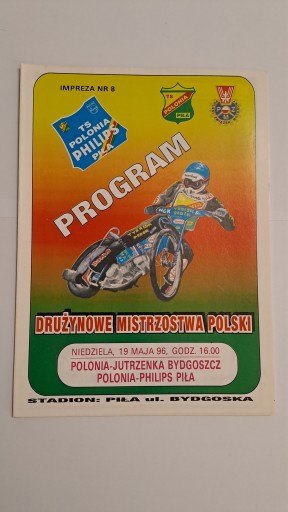 IMPREZA NR 8
TS POLONIA
PHILIPS
PIŁA
TS
POLONIA
PIŁA
PROGRAM
DRUŻYNOWE MISTRZOSTWA POLSKI
NIEDZIELA, 19 MAJA 96, GODZ. 16.00
POLONIA-JUTRZENKA BYDGOSZCZ
POLONIA-PHILIPS PIŁA
STADION: PIŁA ul. BYDGOSKA